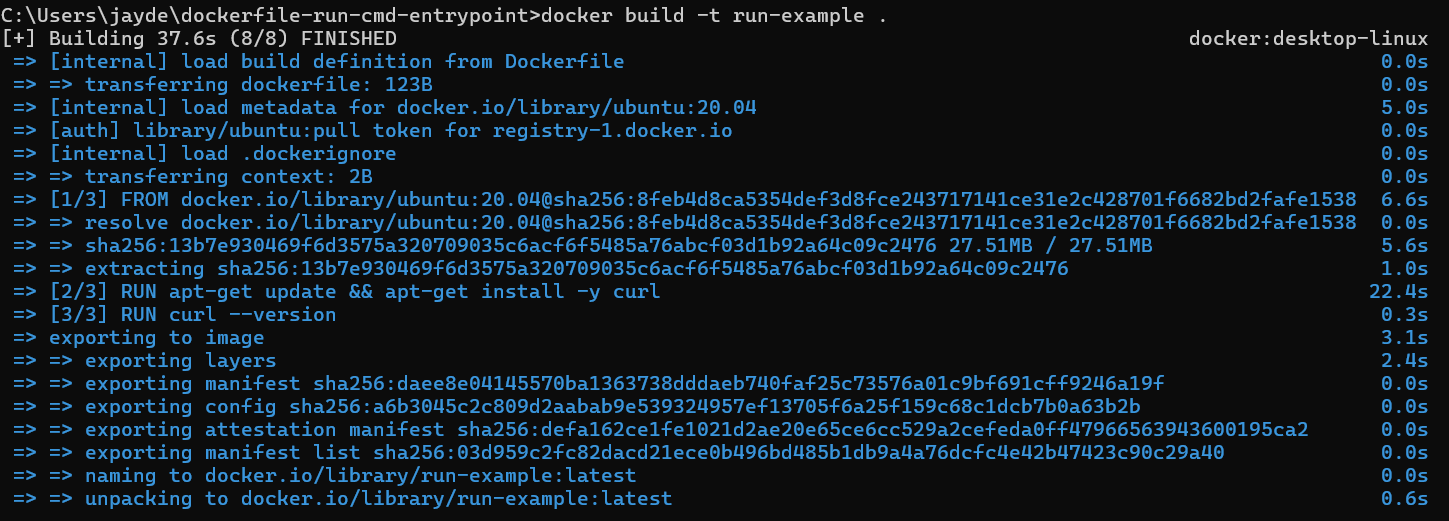 C:\Users\jayde\dockerfile-run-cmd-entrypoint>docker build -t run-example .
[+] Building 37.6s (8/8) FINISHED docker:desktop-linux
=> [internal] load build definition from Dockerfile 0.0s
=> => transferring dockerfile: 123B 0.0s
=> [internal] load metadata for docker.io/library/ubuntu:20.04 5.0s
=> [auth] library/ubuntu:pull token for registry-1.docker.io 0.0s
=> [internal] load .dockerignore 0.0s
=> => transferring context: 2B 0.0s
=> [1/3] FROM docker.io/library/ubuntu:20.04@sha256:8feb4d8ca5354def3d8fce243717141ce31e2c428701f6682bd2fafe1538 6.6s
=> => resolve docker.io/library/ubuntu:20.04@sha256:8feb4d8ca5354def3d8fce243717141ce31e2c428701f6682bd2fafe1538 0.0s
=> => sha256:13b7e930469f6d3575a320709035c6acf6f5485a76abcf03d1b92a64c09c2476 27.51MB / 27.51MB 5.6s
=> => extracting sha256:13b7e930469f6d3575a320709035c6acf6f5485a76abcf03d1b92a64c09c2476 1.0s
=> [2/3] RUN apt-get update && apt-get install -y curl 22.4s
=> [3/3] RUN curl --version 0.3s
=> exporting to image 3.1s
=> => exporting layers 2.4s
=> => exporting manifest sha256:daee8e04145570ba1363738dddaeb740faf25c73576a01c9bf691cff9246a19f 0.0s
=> => exporting config sha256:a6b3045c2c809d2aabab9e539324957ef13705f6a25f159c68c1dcb7b0a63b2b 0.0s
=> => exporting attestation manifest sha256:defa162ce1fe1021d2ae20e65ce6cc529a2cefeda0ff47966563943600195ca2 0.0s
=> => exporting manifest list sha256:03d959c2fc82dacd21ece0b496bd485b1db9a4a76dcfc4e42b47423c90c29a40 0.0s
=> => naming to docker.io/library/run-example:latest 0.0s
=> => unpacking to docker.io/library/run-example:latest 0.6s